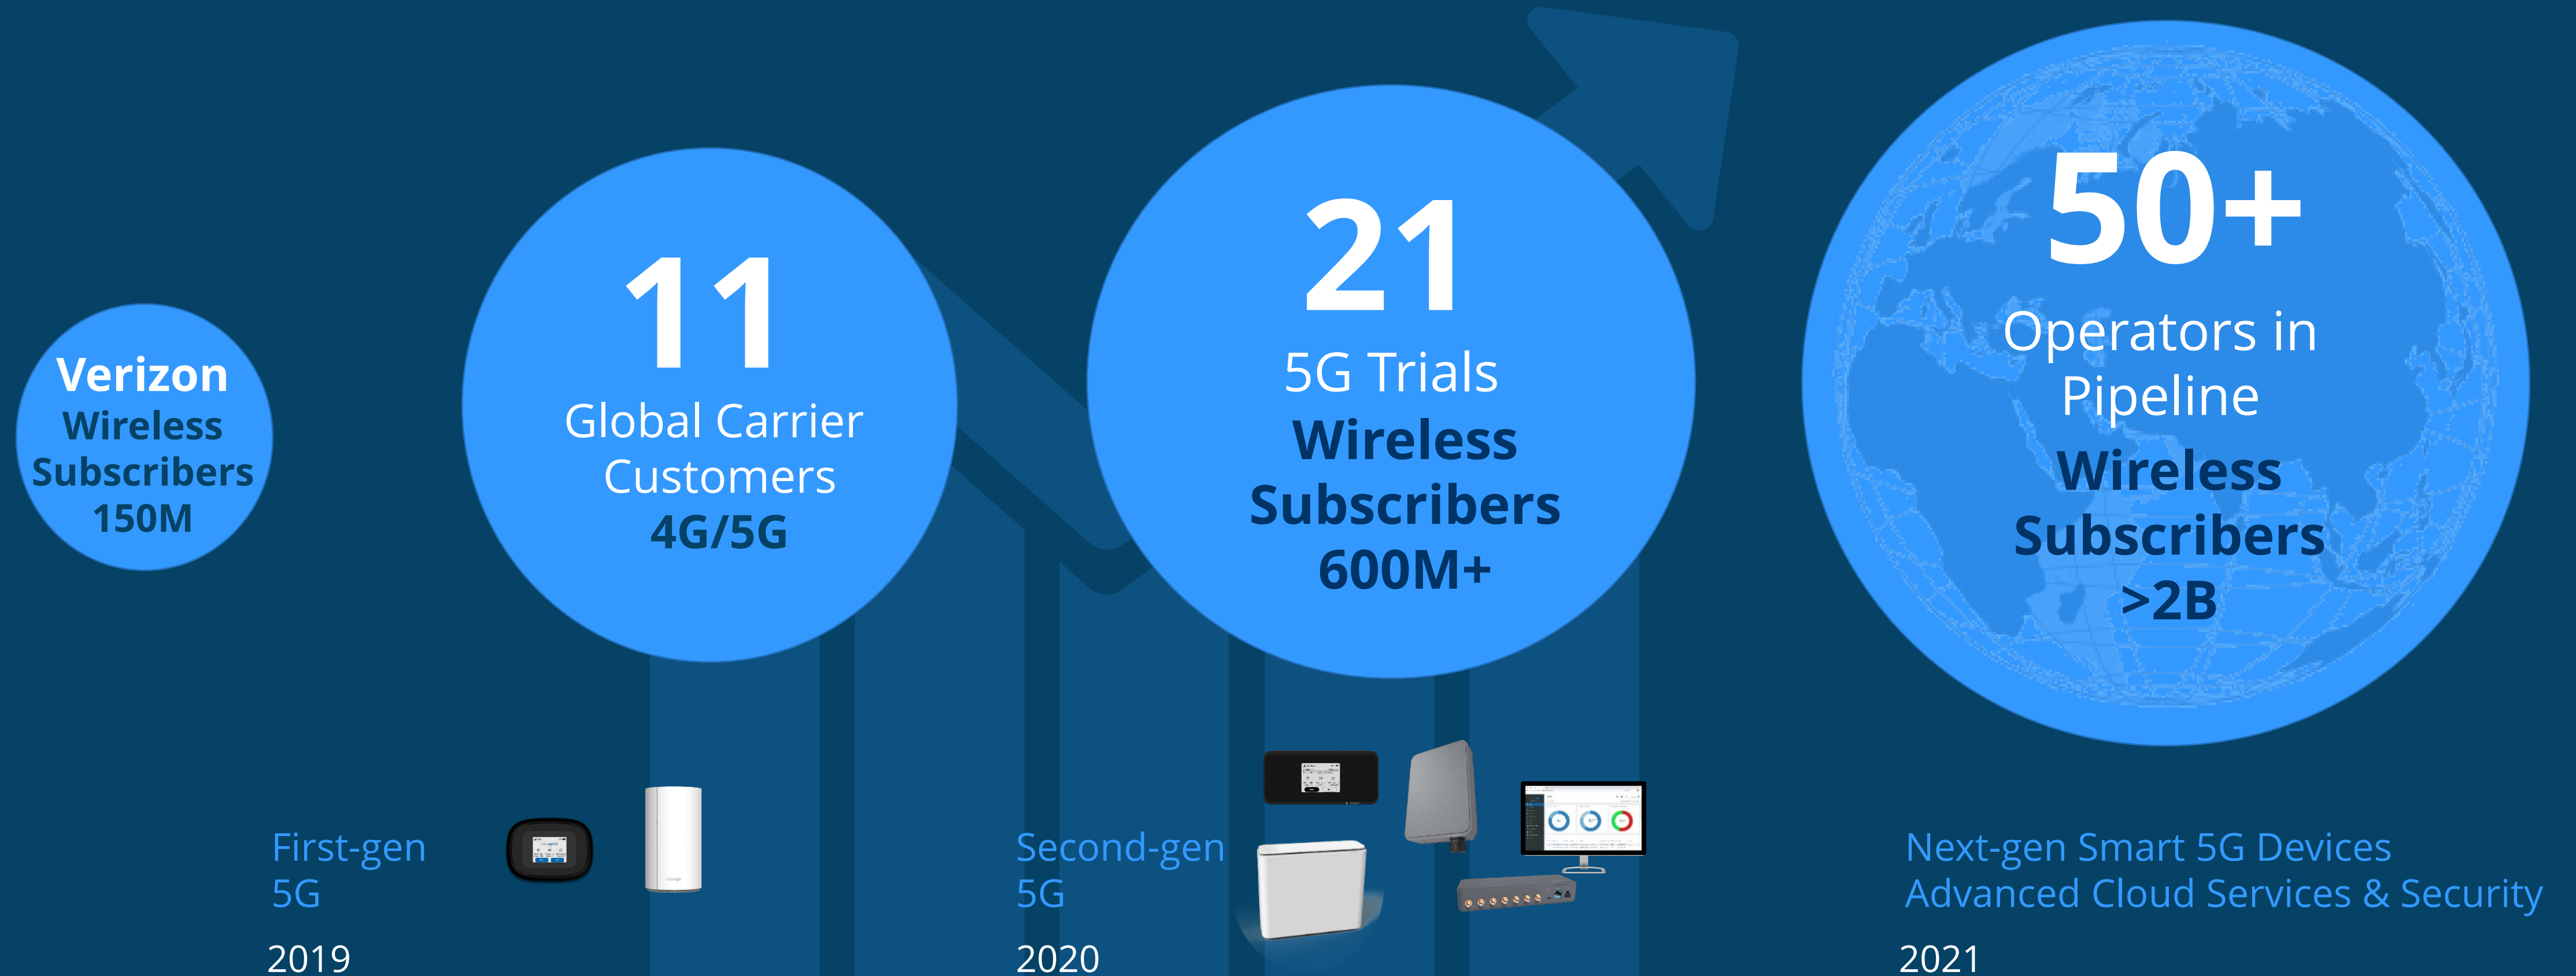 Verizon
Wireless
Subscribers
150M
11
Global Carrier
Customers
4G/5G
21
5G Trials
Wireless
Subscribers
600M+
50+
Operators in
Pipeline
Wireless
Subscribers
>2B
First-gen
5G
2019
Second-gen
5G
2020
Next-gen Smart 5G Devices
Advanced Cloud Services & Security
2021